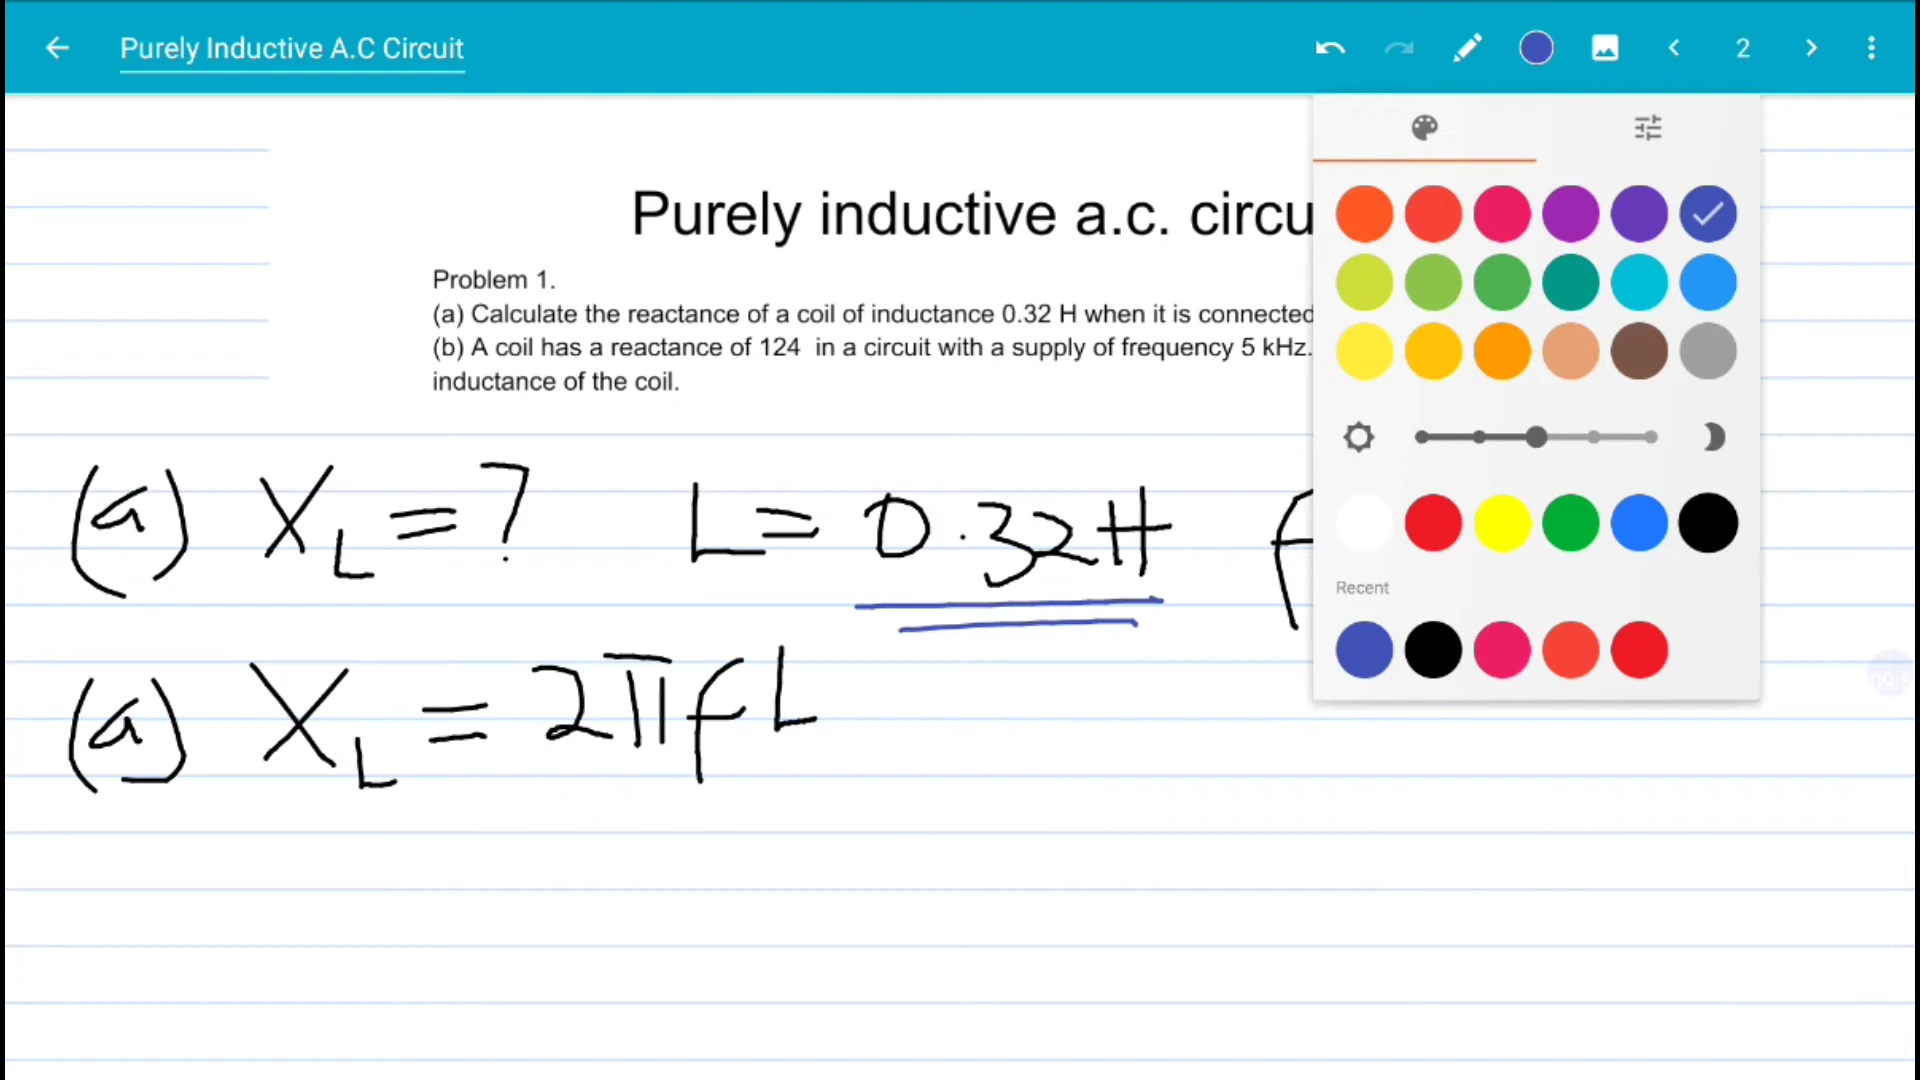 Purely Inductive A.C Circuit
2
Purely inductive a.c. circu
Problem 1.
(a) Calculate the reactance of a coil of inductance 0.32 H when it is connected
(b) A coil has a reactance of 124 in a circuit with a supply of frequency 5 kHz.
inductance of the coil.
(a) X_L = ? L = 0.32H f
Recent
(a) X_L = 2πfL